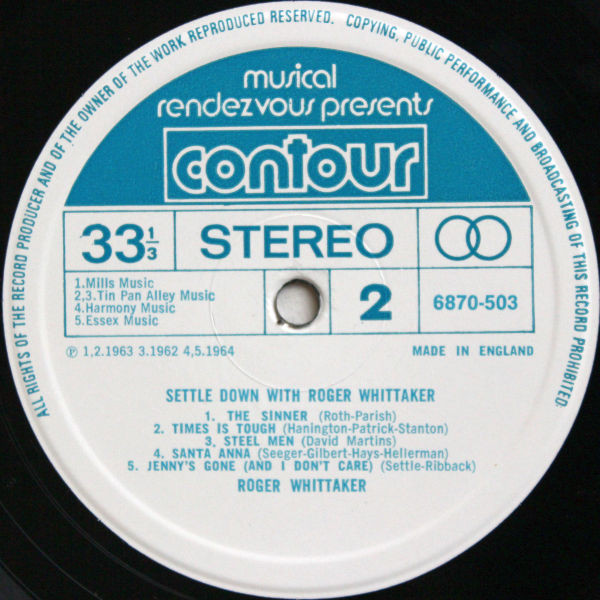 ALL RIGHTS OF THE RECORD PRODUCER AND OF THE OWNER OF THE WORK REPRODUCED RESERVED. COPYING, PUBLIC PERFORMANCE AND BROADCASTING OF THIS RECORD PROHIBITED.
musical
rendezvous presents
contour
33 1/3 STEREO
1.Mills Music
2,3.Tin Pan Alley Music
4.Harmony Music
5.Essex Music
2
6870-503
℗ 1,2.1963 3.1962 4,5.1964
MADE IN ENGLAND
SETTLE DOWN WITH ROGER WHITTAKER
1. THE SINNER (Roth-Parish)
2. TIMES IS TOUGH (Hanington-Patrick-Stanton)
3. STEEL MEN (David Martins)
4. SANTA ANNA (Seeger-Gilbert-Hays-Hellerman)
5. JENNY'S GONE (AND I DON'T CARE) (Settle-Ribback)
ROGER WHITTAKER